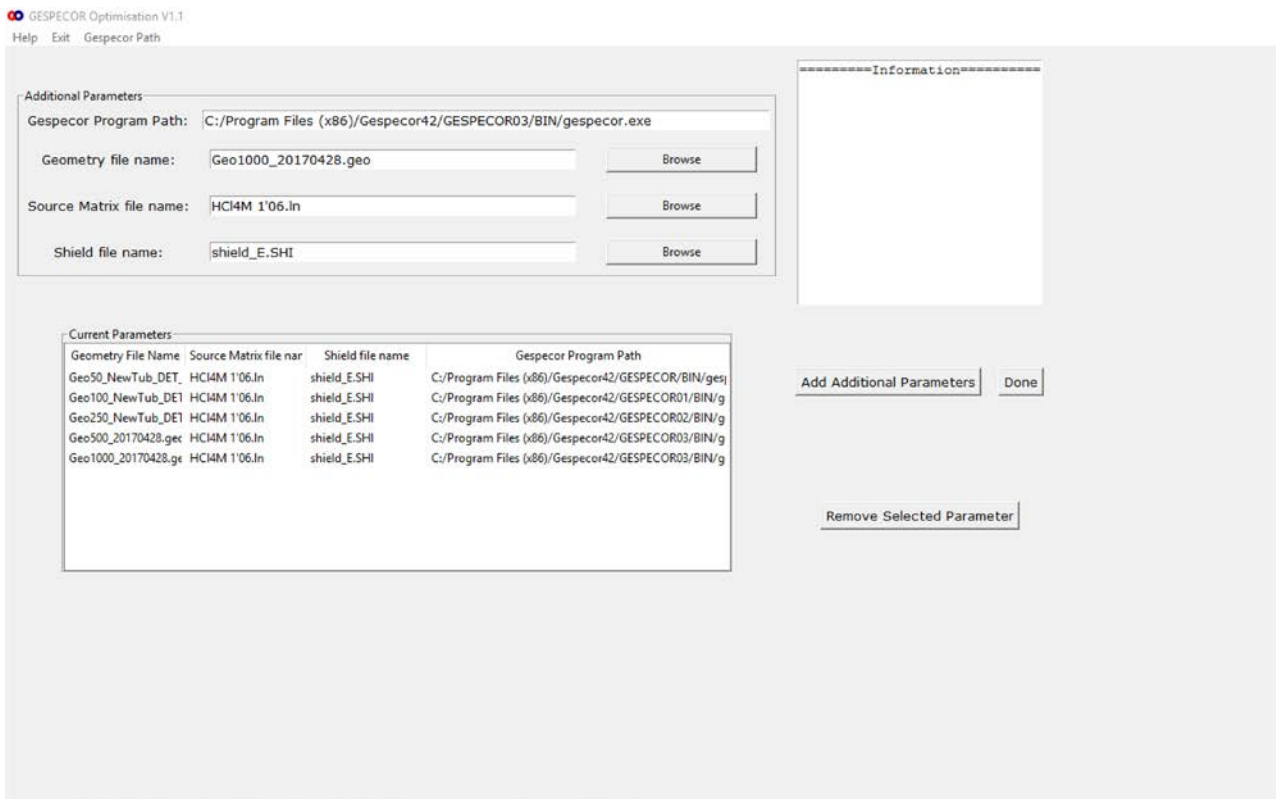 GESPECOR Optimisation V1.1
Help Exit Gespecor Path
=========Information==========
Additional Parameters
Gespecor Program Path: C:/Program Files (x86)/Gespecor42/GESPECOR03/BIN/gespecor.exe
Geometry file name: Geo1000_20170428.geo Browse
Source Matrix file name: HCl4M 1'06.ln Browse
Shield file name: shield_E.SHI Browse
Current Parameters
Geometry File Name Source Matrix file nar Shield file name Gespecor Program Path
Geo50_NewTub_DET_ HCl4M 1'06.ln shield_E.SHI C:/Program Files (x86)/Gespecor42/GESPECOR/BIN/gesp
Geo100_NewTub_DET HCl4M 1'06.ln shield_E.SHI C:/Program Files (x86)/Gespecor42/GESPECOR01/BIN/g
Geo250_NewTub_DET HCl4M 1'06.ln shield_E.SHI C:/Program Files (x86)/Gespecor42/GESPECOR02/BIN/g
Geo500_20170428.gec HCl4M 1'06.ln shield_E.SHI C:/Program Files (x86)/Gespecor42/GESPECOR03/BIN/g
Geo1000_20170428.ge HCl4M 1'06.ln shield_E.SHI C:/Program Files (x86)/Gespecor42/GESPECOR03/BIN/g
Add Additional Parameters Done
Remove Selected Parameter